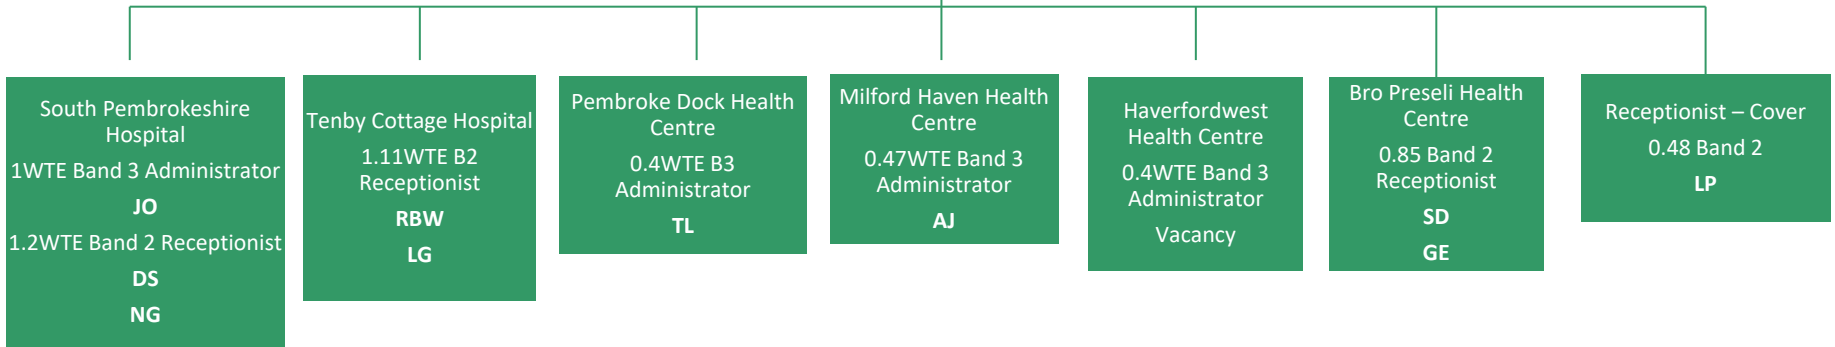 South Pembrokeshire
Hospital
1WTE Band 3 Administrator
JO
1.2WTE Band 2 Receptionist
DS
NG
Tenby Cottage Hospital
1.11WTE B2
Receptionist
RBW
LG
Pembroke Dock Health
Centre
0.4WTE B3
Administrator
TL
Milford Haven Health
Centre
0.47WTE Band 3
Administrator
AJ
Haverfordwest
Health Centre
0.4WTE Band 3
Administrator
Vacancy
Bro Preseli Health
Centre
0.85 Band 2
Receptionist
SD
GE
Receptionist – Cover
0.48 Band 2
LP